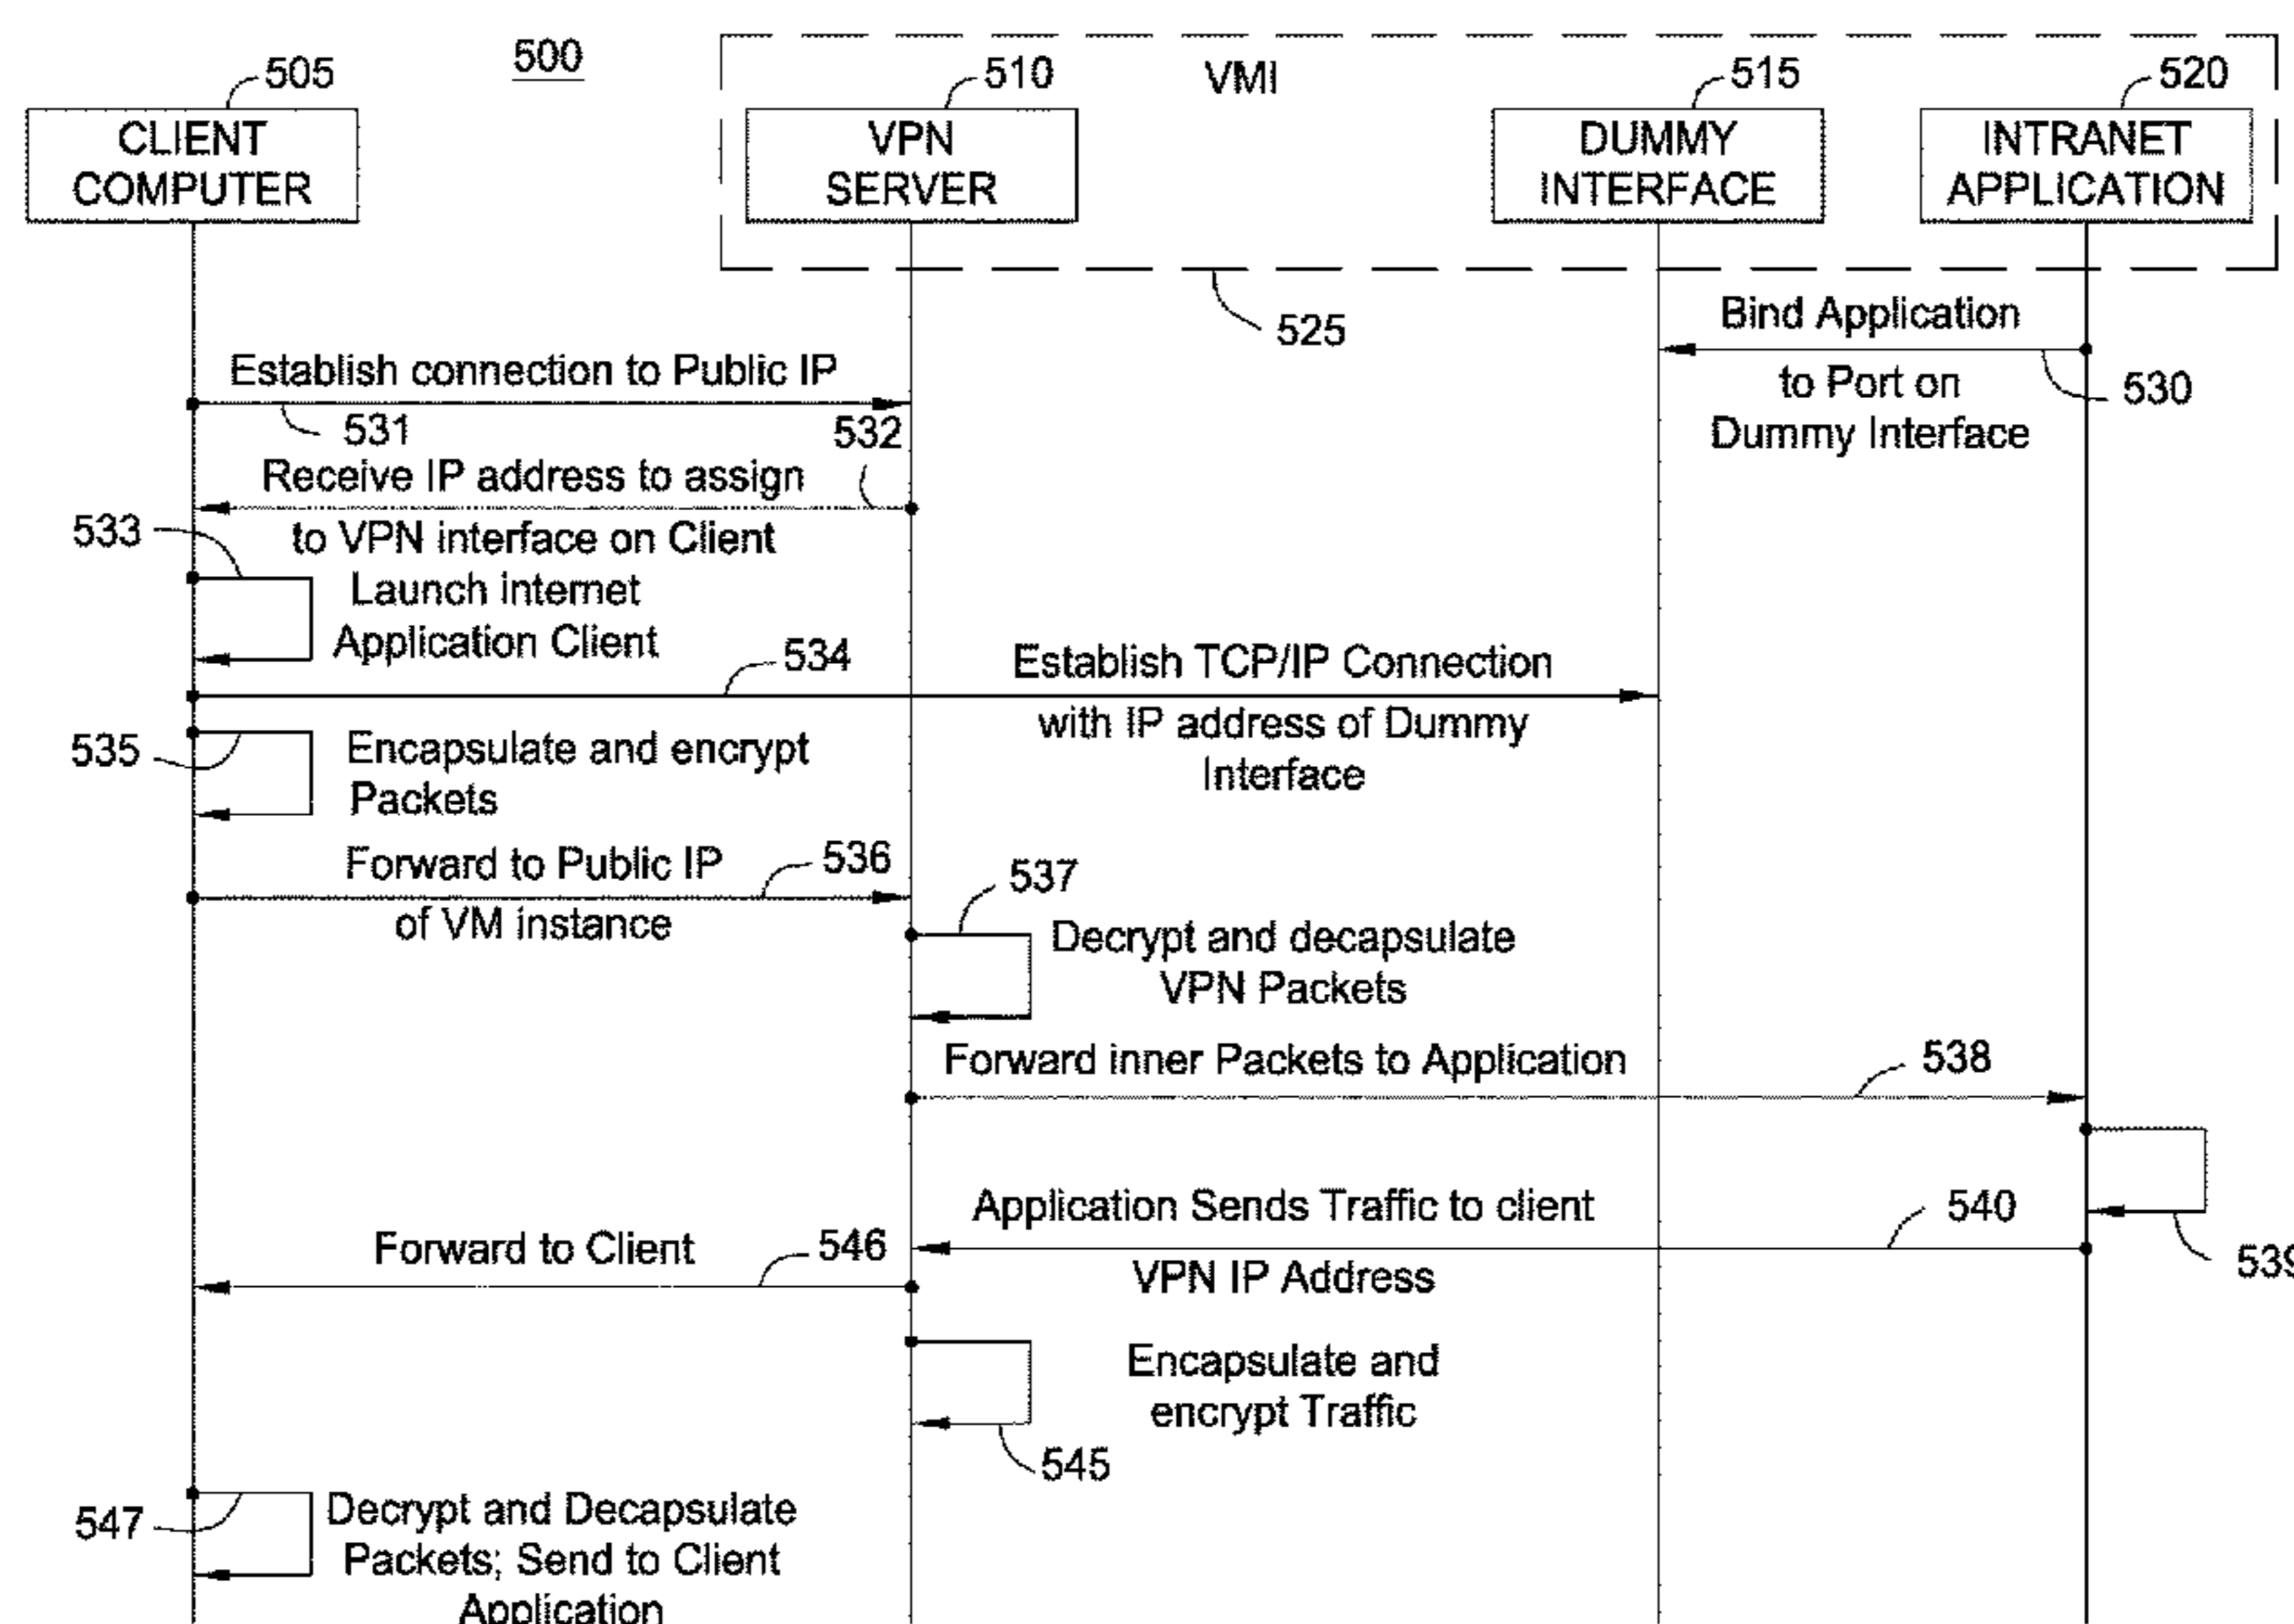 500
VMI
505
510
515
520
CLIENT
COMPUTER
VPN
SERVER
DUMMY
INTERFACE
INTRANET
APPLICATION
525
Bind Application
to Port on
Dummy Interface
530
Establish connection to Public IP
531
532
Receive IP address to assign
to VPN interface on Client
533
Launch internet
Application Client
534
Establish TCP/IP Connection
with IP address of Dummy
Interface
535
Encapsulate and encrypt
Packets
Forward to Public IP
of VM instance
536
537
Decrypt and decapsulate
VPN Packets
Forward inner Packets to Application
538
539
Application Sends Traffic to client
VPN IP Address
540
Forward to Client
546
Encapsulate and
encrypt Traffic
545
547
Decrypt and Decapsulate
Packets; Send to Client
Application